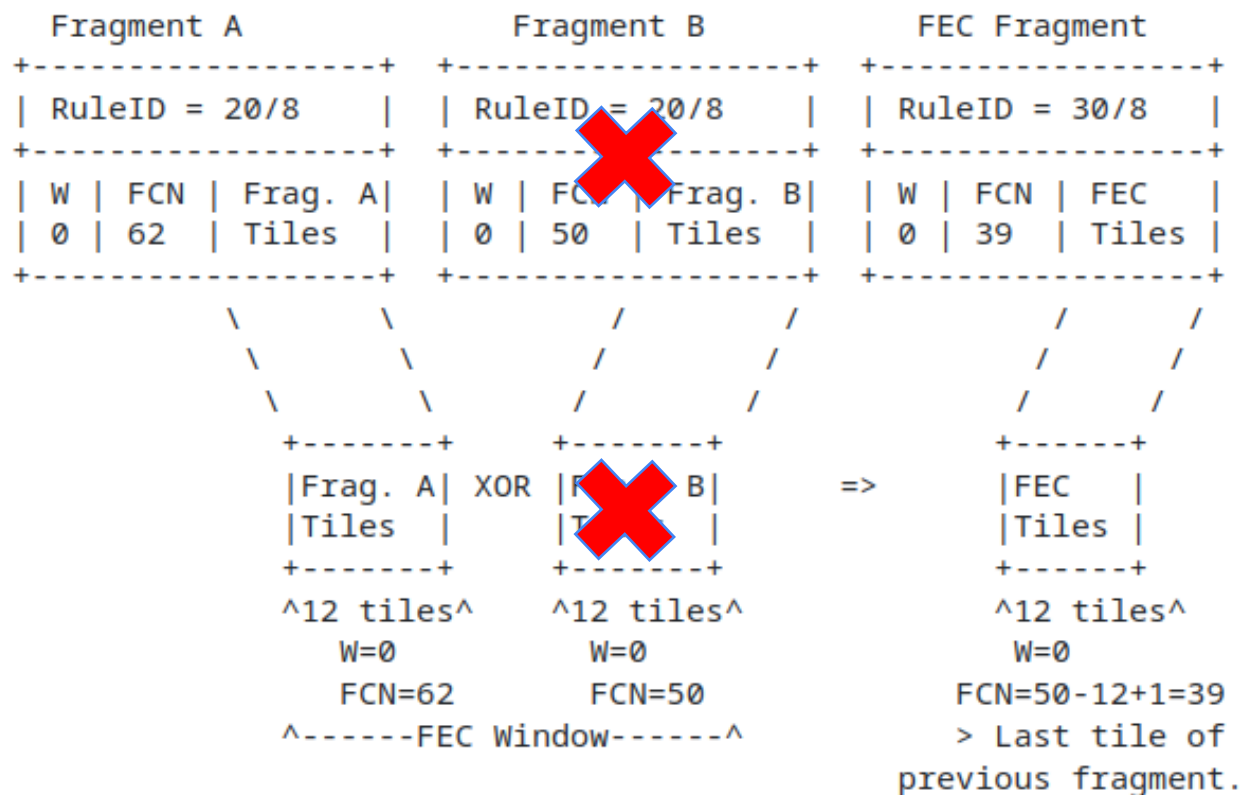 Fragment A Fragment B FEC Fragment
+------------------+ +------------------+ +-----------------+
| RuleID = 20/8 | | RuleID = 20/8 | | RuleID = 30/8 |
+------------------+ +------------------+ +-----------------+
| W | FCN | Frag. A| | W | FC | Frag. B| | W | FCN | FEC |
| 0 | 62 | Tiles | | 0 | 50 | Tiles | | 0 | 39 | Tiles |
+------------------+ +------------------+ +-----------------+
\ \ / / / /
\ \ / / / /
\ \ / / / /
+-------+ +-------+ +------+
|Frag. A| XOR | B| => |FEC |
|Tiles | | | |Tiles |
+-------+ +-------+ +------+
^12 tiles^ ^12 tiles^ ^12 tiles^
W=0 W=0 W=0
FCN=62 FCN=50 FCN=50-12+1=39
^------FEC Window------^ > Last tile of
previous fragment.